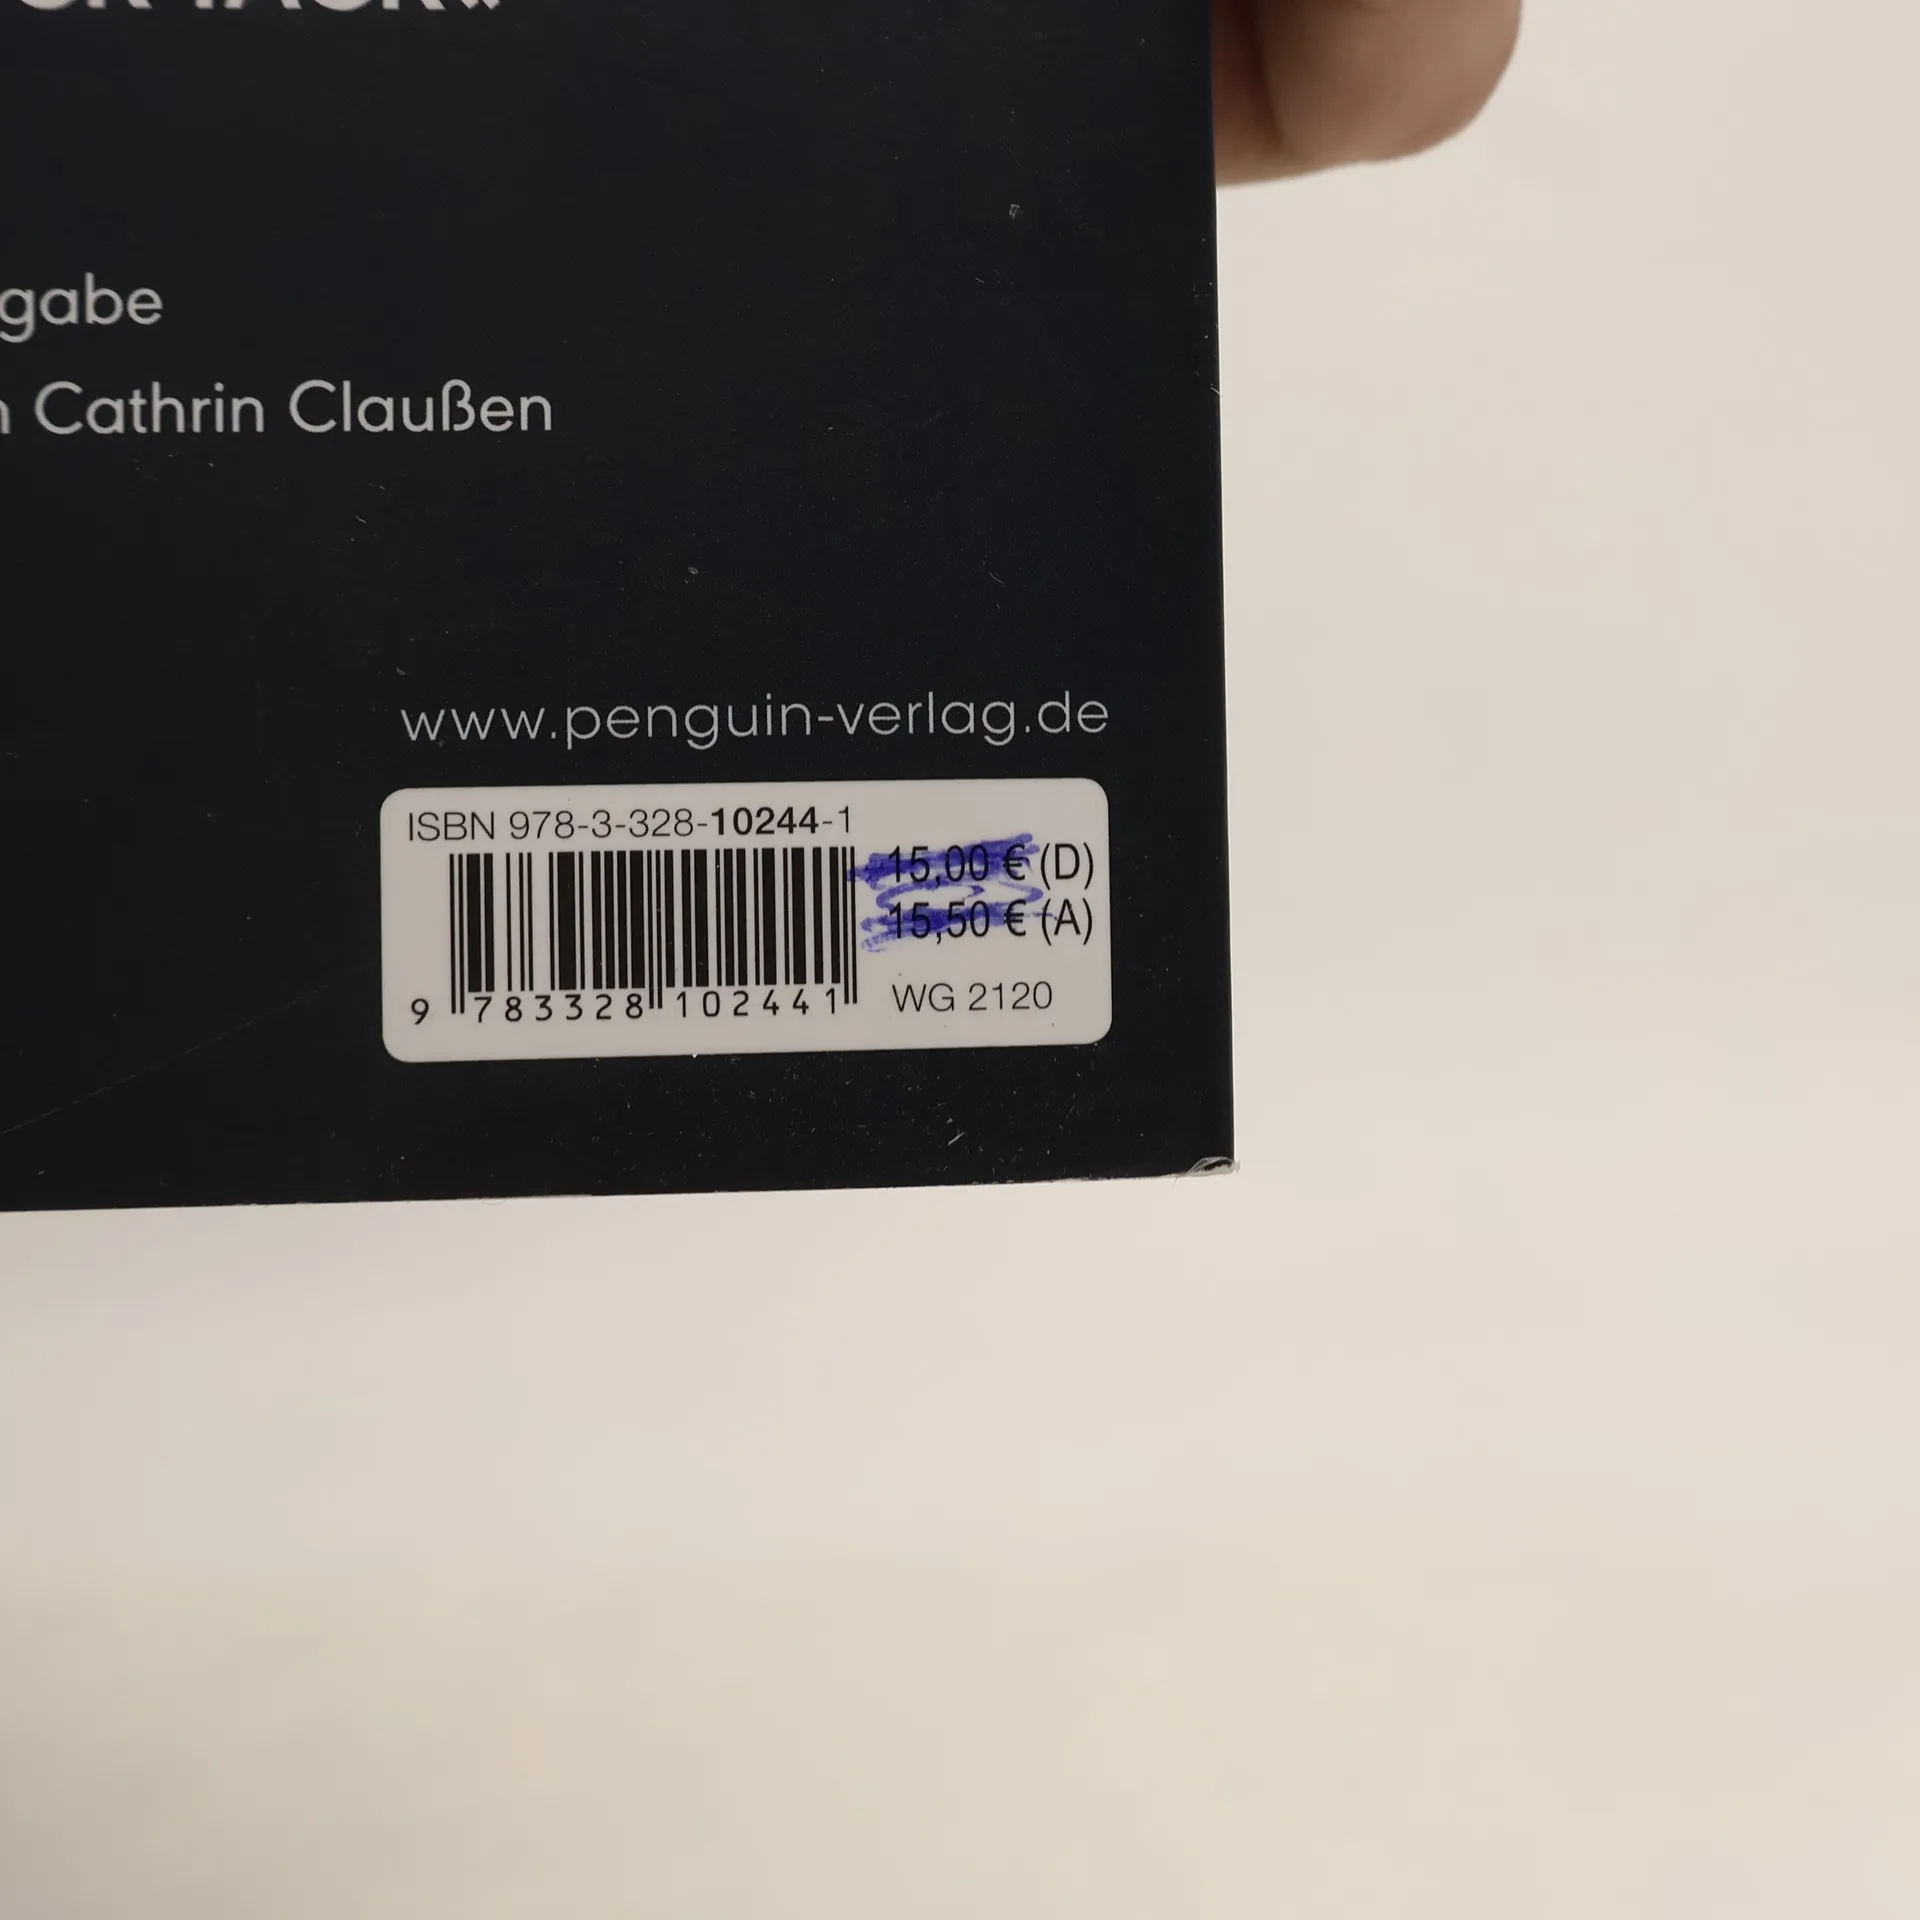 gabe
Cathrin Claußen
www.penguin-verlag.de
ISBN 978-3-328-10244-1
15,00 € (D)
15,50 € (A)
9 783328 102441
WG 2120